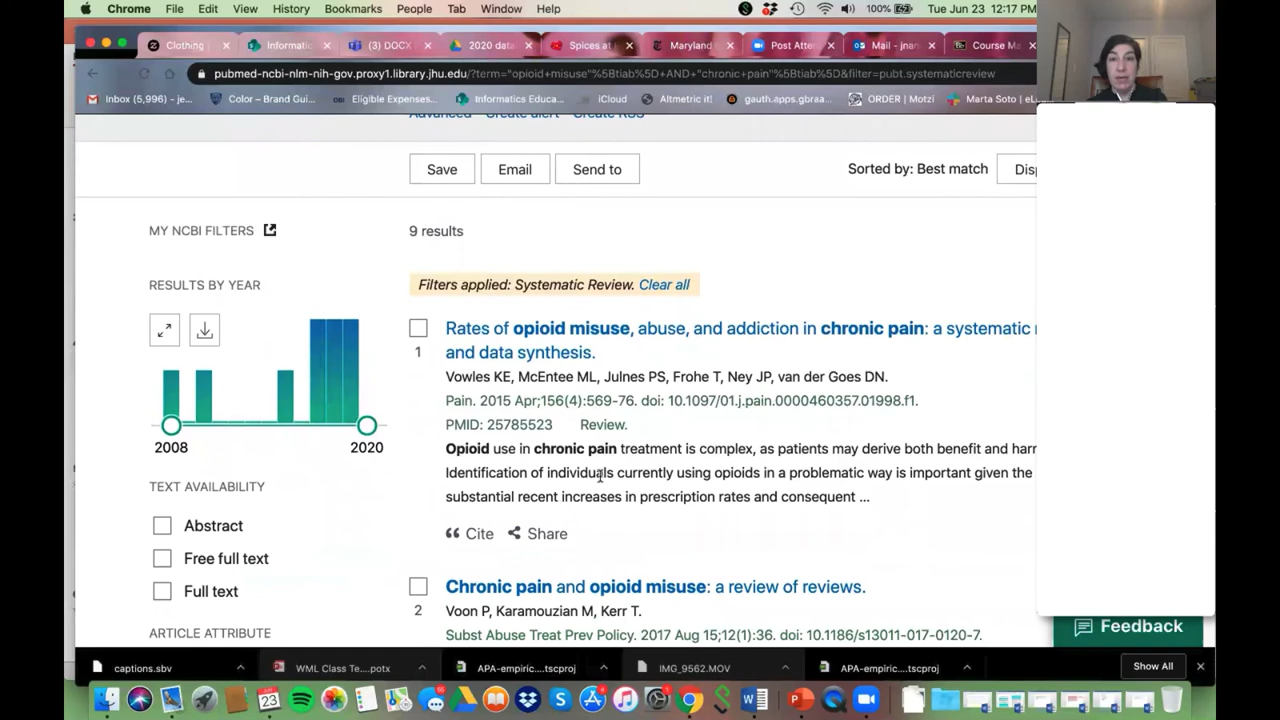 Chrome File Edit View History Bookmarks People Tab Window Help 100% Tue Jun 23 12:17 PM
Clothing Informatic (3) DOCX 2020 data Spices at Maryland Post Atten Mail - jnan Course Ma
pubmed-ncbi-nlm-nih-gov.proxy1.library.jhu.edu/?term="opioid+misuse"%5Btiab%5D+AND+"chronic+pain"%5Btiab%5D&filter=pubt.systematicreview
Inbox (5,996) - je... Color – Brand Gui... Eligible Expenses... Informatics Educa... iCloud Altmetric it! gauth.apps.gbraa... ORDER | Motzi Marta Soto | eL
Advanced Create alert Create RSS
Save Email Send to Sorted by: Best match Disp
MY NCBI FILTERS
9 results
RESULTS BY YEAR
Filters applied: Systematic Review. Clear all
Rates of opioid misuse, abuse, and addiction in chronic pain: a systematic
1
and data synthesis.
Vowles KE, McEntee ML, Julnes PS, Frohe T, Ney JP, van der Goes DN.
Pain. 2015 Apr;156(4):569-76. doi: 10.1097/01.j.pain.0000460357.01998.f1.
PMID: 25785523 Review.
2008 2020
Opioid use in chronic pain treatment is complex, as patients may derive both benefit and harr
Identification of individuals currently using opioids in a problematic way is important given the
substantial recent increases in prescription rates and consequent ...
TEXT AVAILABILITY
Abstract
Cite Share
Free full text
Full text
Chronic pain and opioid misuse: a review of reviews.
2
Voon P, Karamouzian M, Kerr T.
ARTICLE ATTRIBUTE
Subst Abuse Treat Prev Policy. 2017 Aug 15;12(1):36. doi: 10.1186/s13011-017-0120-7.
Feedback
captions.sbv WML Class Te....potx APA-empiric....tscproj IMG_9562.MOV APA-empiric....tscproj Show All